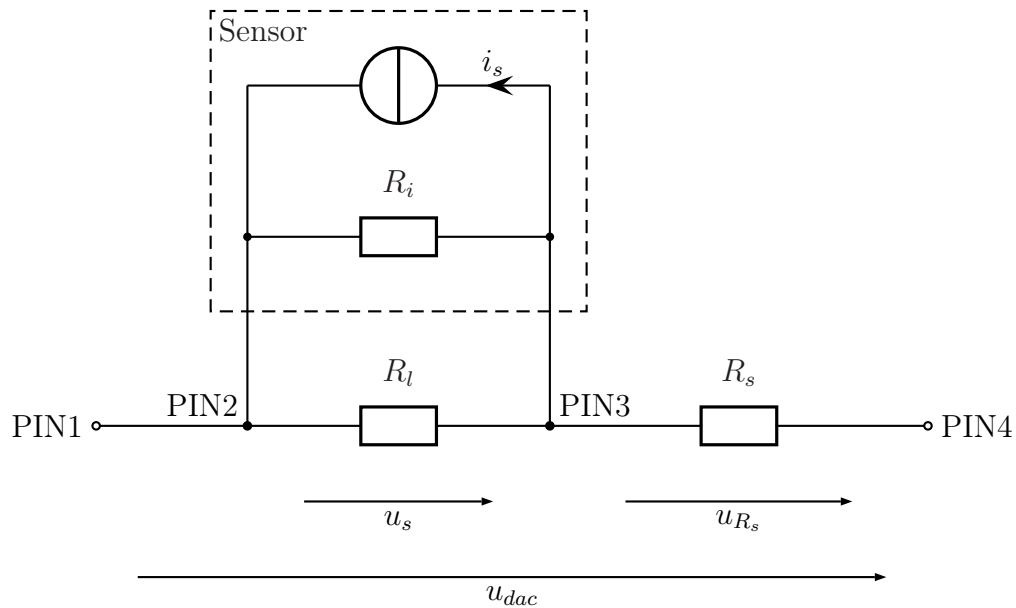 Sensor
i_s
R_i
R_l
R_s
PIN1
PIN2
PIN3
PIN4
u_s
u_{R_s}
u_{dac}